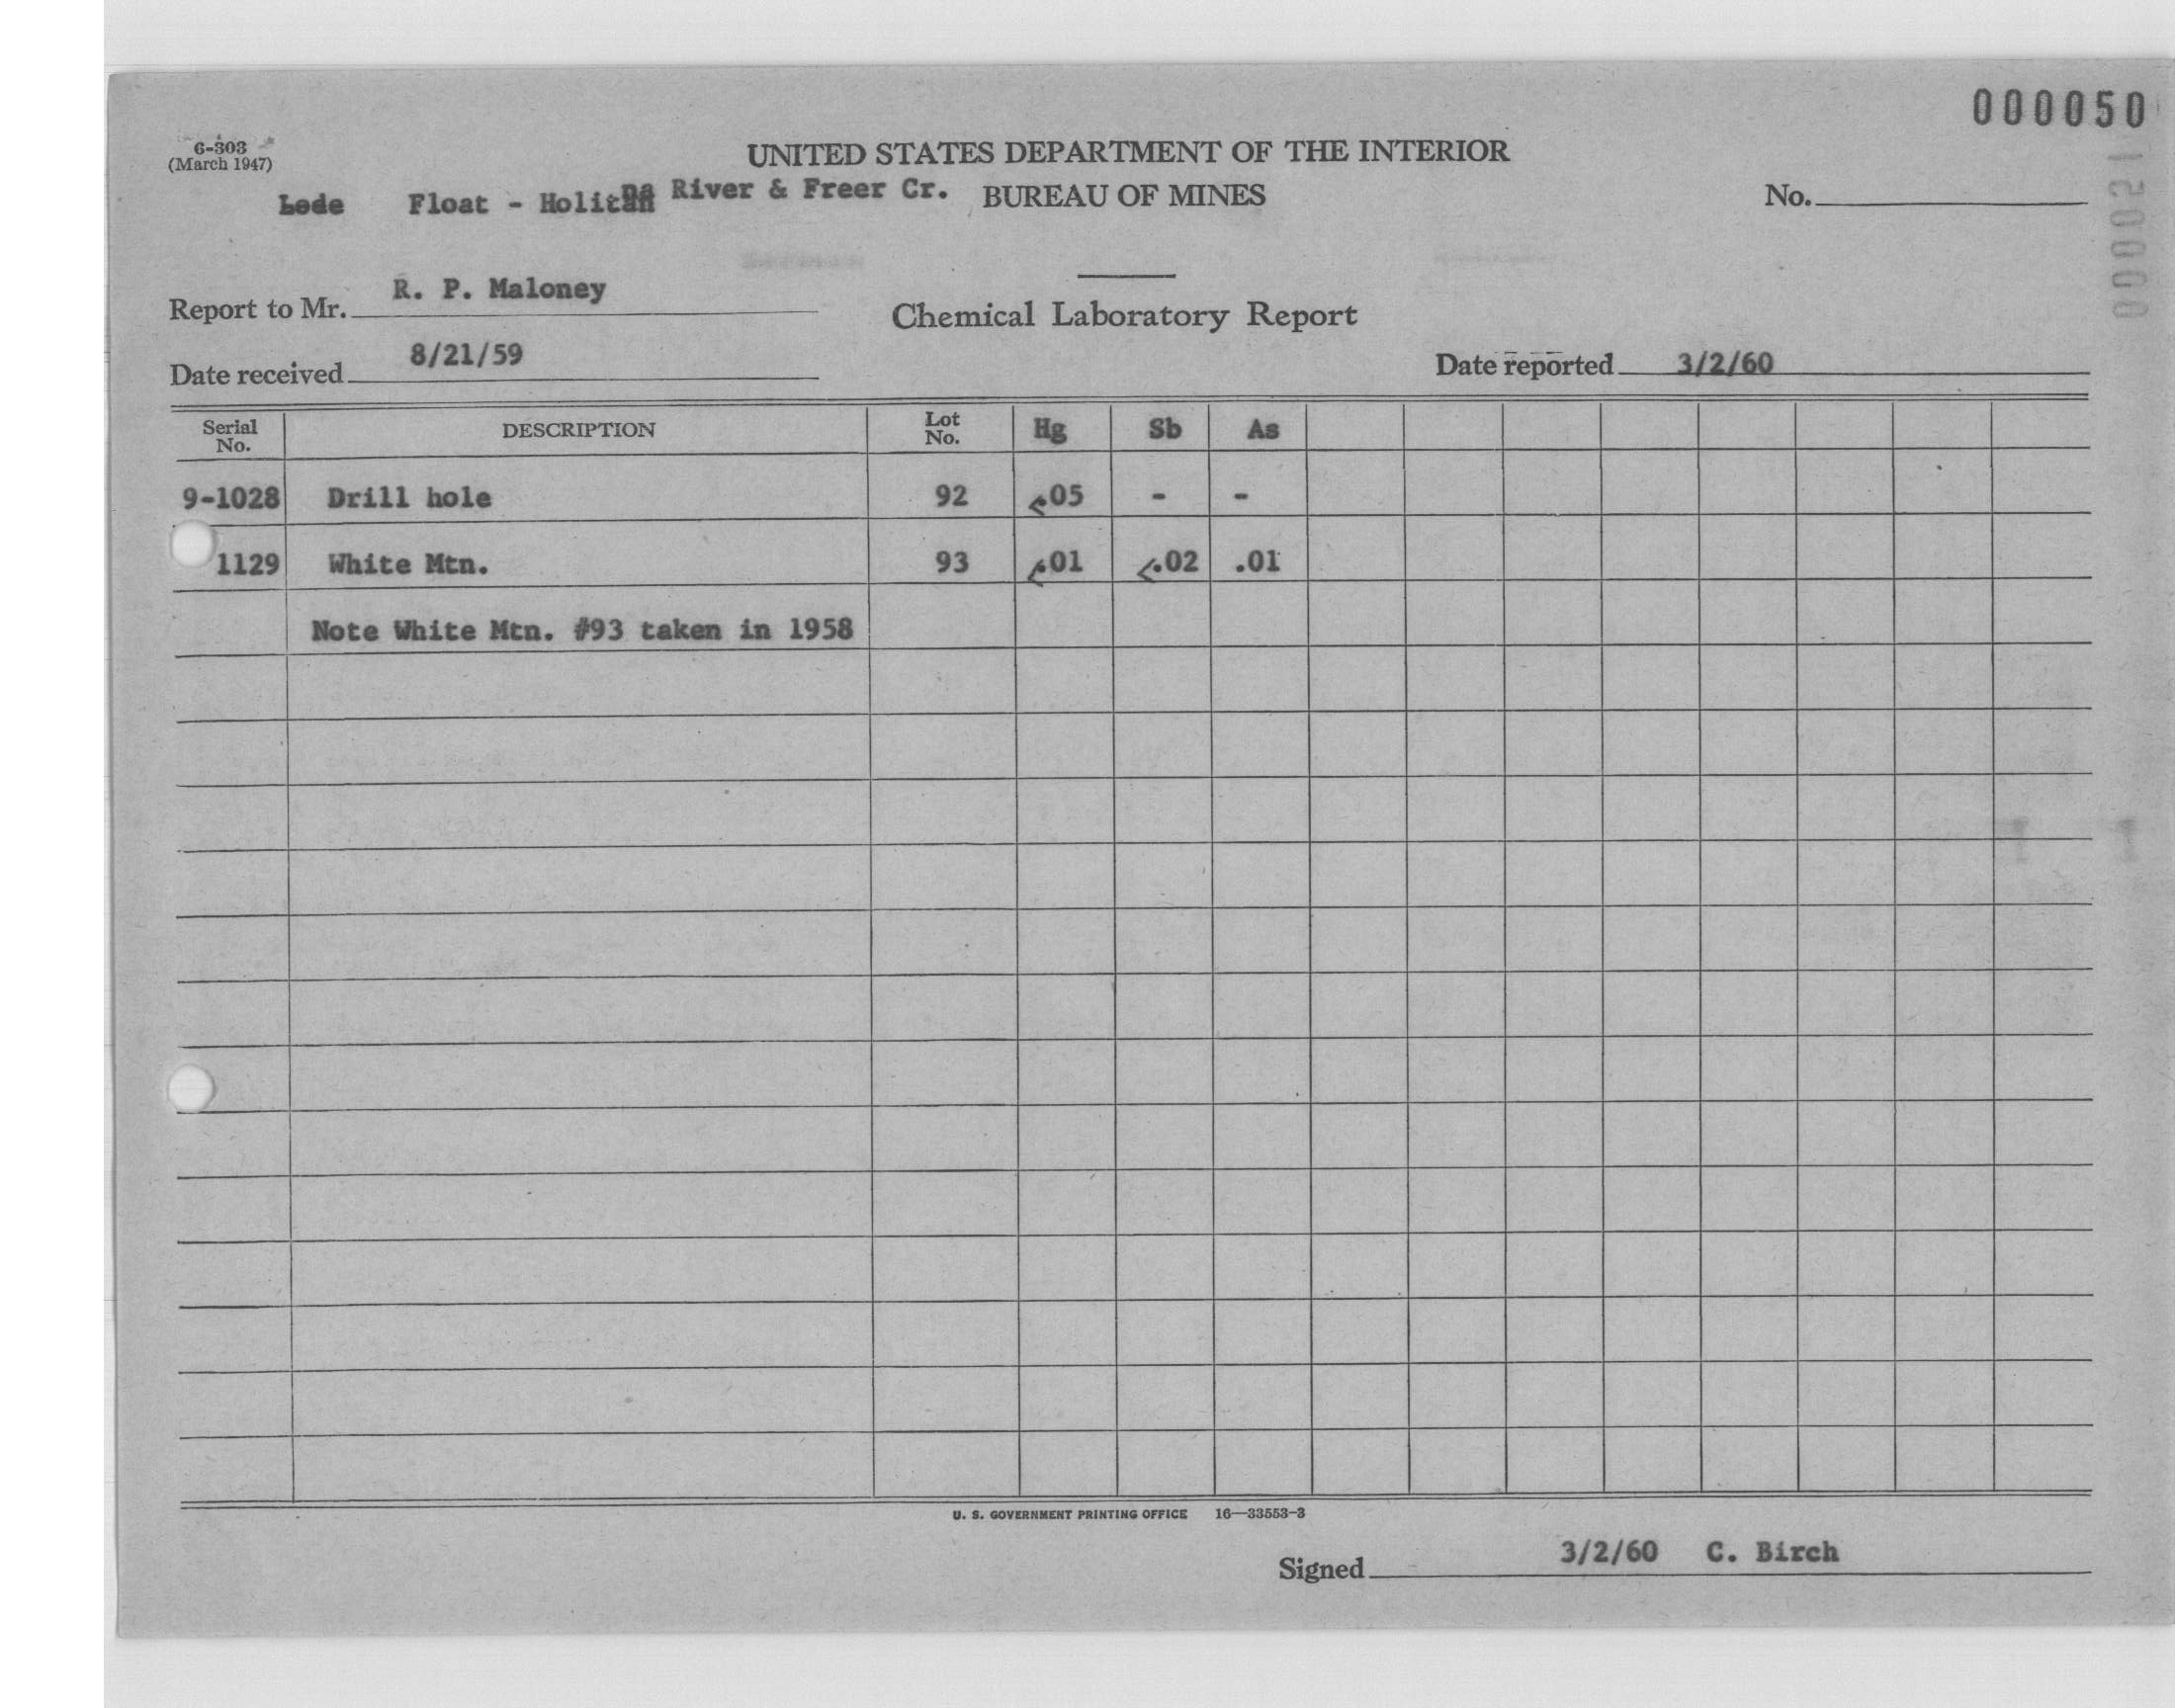 000050
6-303
(March 1947)
UNITED STATES DEPARTMENT OF THE INTERIOR
Lode Float - Holitna River & Freer Cr. BUREAU OF MINES No.
000051
Report to Mr. R. P. Maloney
Chemical Laboratory Report
Date received 8/21/59
Date reported 3/2/60
Serial No. DESCRIPTION Lot No. Hg Sb As
9-1028 Drill hole 92 <.05 - -
1129 White Mtn. 93 <.01 <.02 .01
Note White Mtn. #93 taken in 1958
U. S. GOVERNMENT PRINTING OFFICE 16—33553-3
Signed 3/2/60 C. Birch